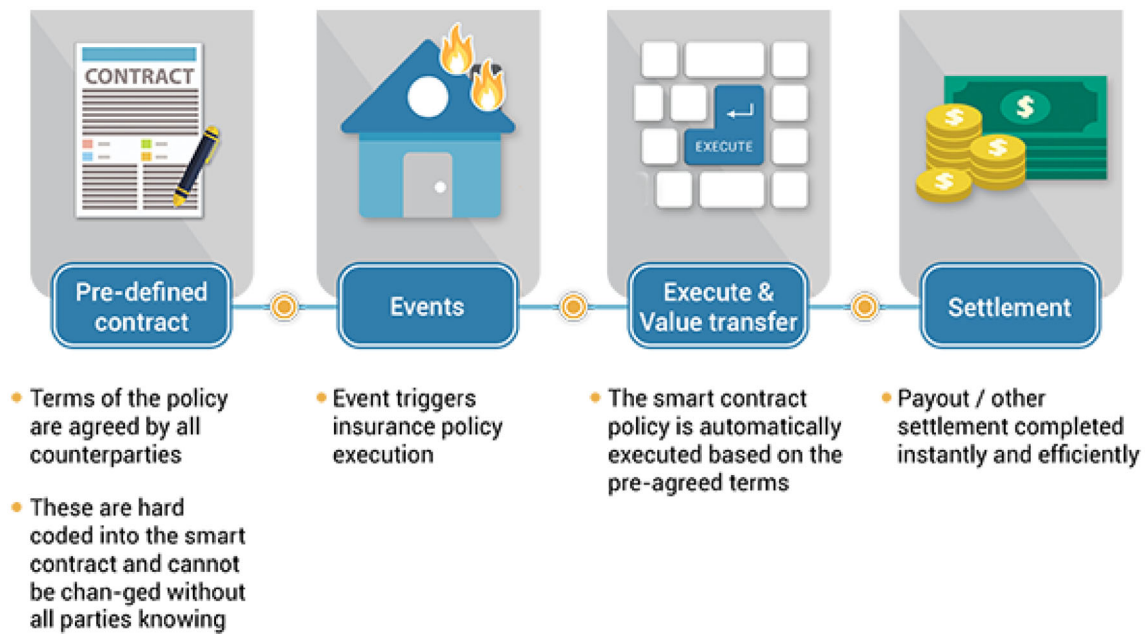 CONTRACT
EXECUTE
$
$
$
$
Pre-defined
contract
Events
Execute &
Value transfer
Settlement
• Terms of the policy
are agreed by all
counterparties
• These are hard
coded into the smart
contract and cannot
be chan-ged without
all parties knowing
• Event triggers
insurance policy
execution
• The smart contract
policy is automatically
executed based on the
pre-agreed terms
• Payout / other
settlement completed
instantly and efficiently